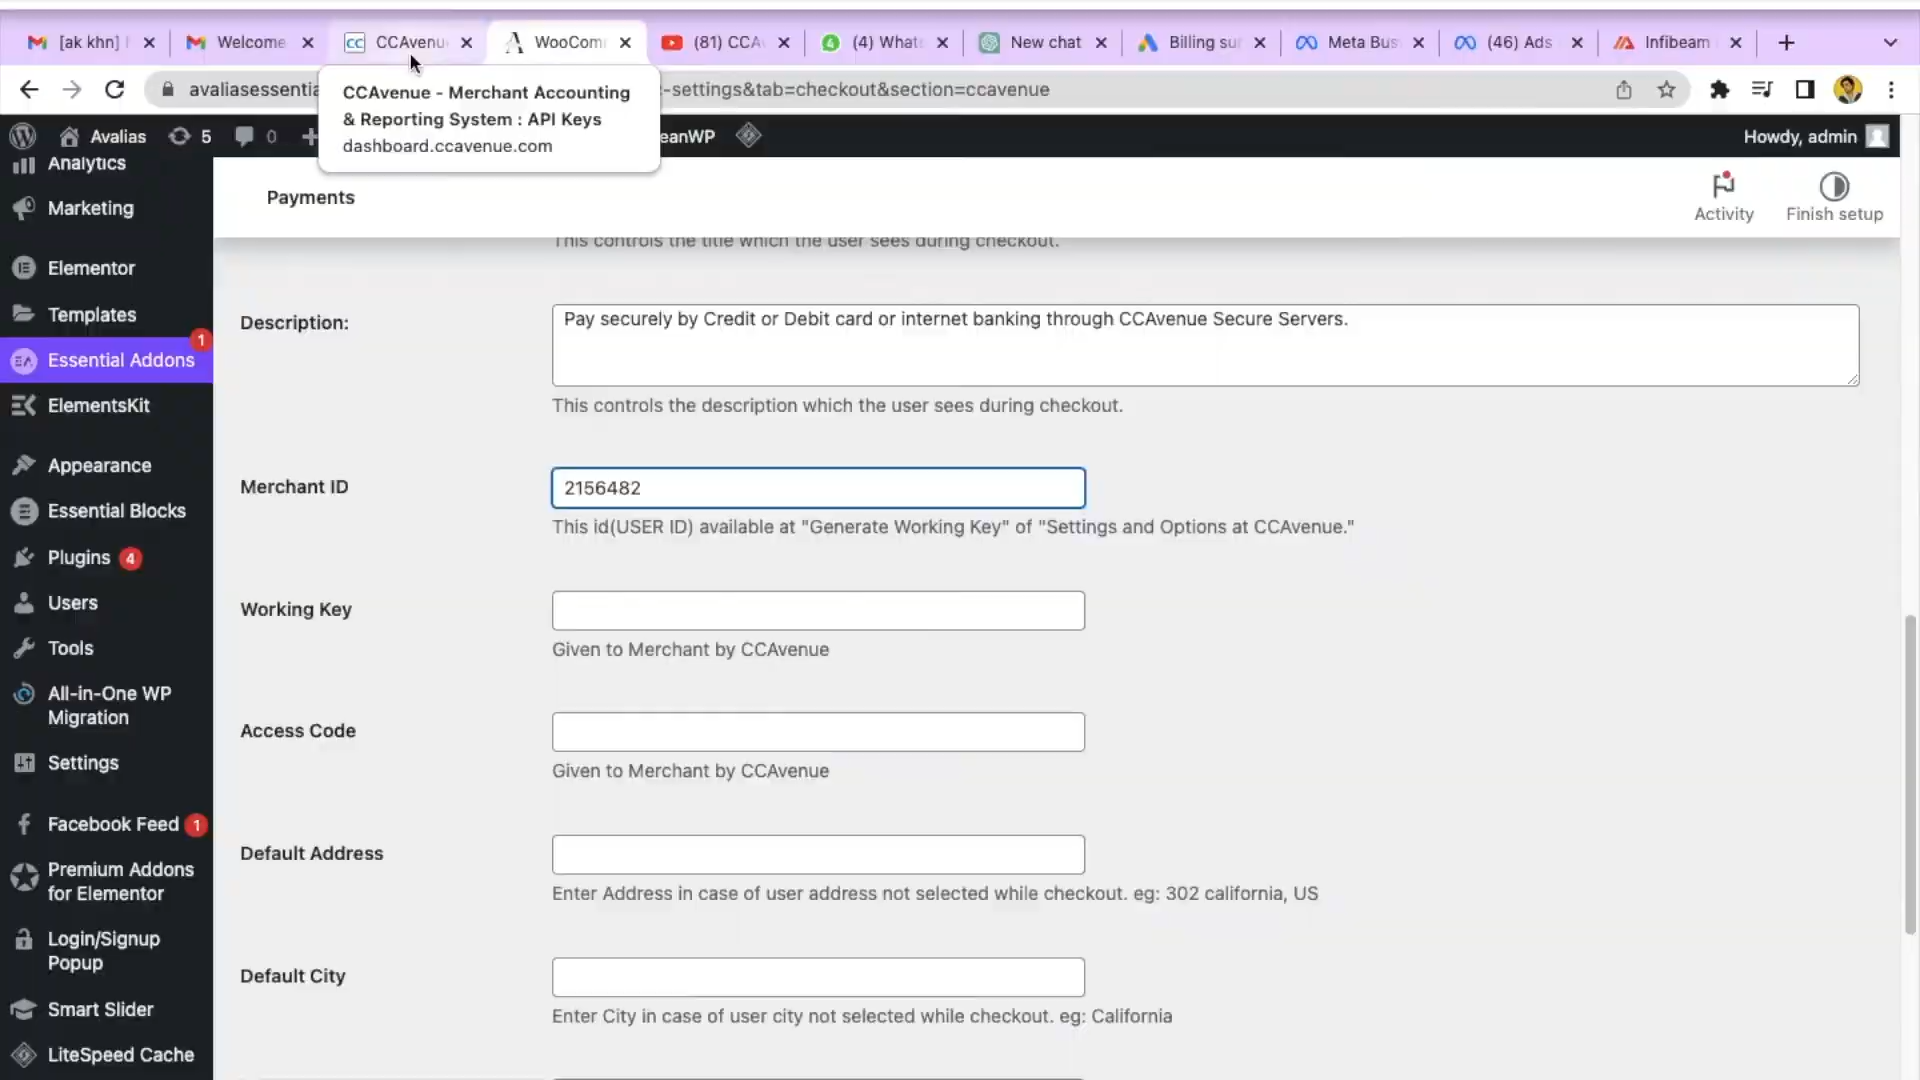 [ak khn]
Welcome
CCAvenu
WooCom
(81) CCA
(4) What
New chat
Billing su
Meta Bus
(46) Ads
Infibeam
avaliasessentia
-settings&tab=checkout&section=ccavenue
CCAvenue - Merchant Accounting
& Reporting System : API Keys
dashboard.ccavenue.com
Avalias
5
0
eanWP
Howdy, admin
Analytics
Marketing
Elementor
Templates
Essential Addons
1
ElementsKit
Appearance
Essential Blocks
Plugins 4
Users
Tools
All-in-One WP
Migration
Settings
Facebook Feed 1
Premium Addons
for Elementor
Login/Signup
Popup
Smart Slider
LiteSpeed Cache
Payments
Activity
Finish setup
This controls the title which the user sees during checkout.
Description:
Pay securely by Credit or Debit card or internet banking through CCAvenue Secure Servers.
This controls the description which the user sees during checkout.
Merchant ID
2156482
This id(USER ID) available at "Generate Working Key" of "Settings and Options at CCAvenue."
Working Key
Given to Merchant by CCAvenue
Access Code
Given to Merchant by CCAvenue
Default Address
Enter Address in case of user address not selected while checkout. eg: 302 california, US
Default City
Enter City in case of user city not selected while checkout. eg: California